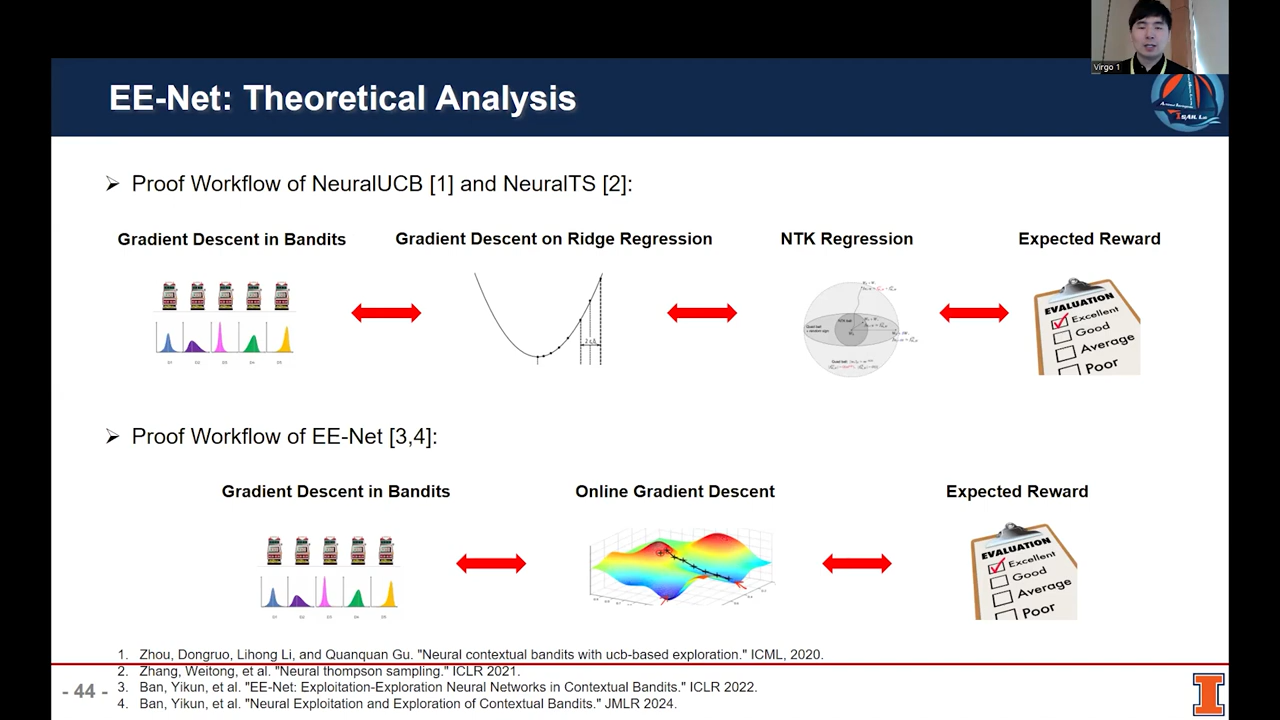 Virgo 1
EE-Net: Theoretical Analysis
Proof Workflow of NeuralUCB [1] and NeuralTS [2]:
Gradient Descent in Bandits
Gradient Descent on Ridge Regression
NTK Regression
Expected Reward
EVALUATION
Excellent
Good
Average
Poor
Proof Workflow of EE-Net [3,4]:
Gradient Descent in Bandits
Online Gradient Descent
Expected Reward
EVALUATION
Excellent
Good
Average
Poor
1. Zhou, Dongruo, Lihong Li, and Quanquan Gu. "Neural contextual bandits with ucb-based exploration." ICML, 2020.
2. Zhang, Weitong, et al. "Neural thompson sampling." ICLR 2021.
3. Ban, Yikun, et al. "EE-Net: Exploitation-Exploration Neural Networks in Contextual Bandits." ICLR 2022.
4. Ban, Yikun, et al. "Neural Exploitation and Exploration of Contextual Bandits." JMLR 2024.
- 44 -